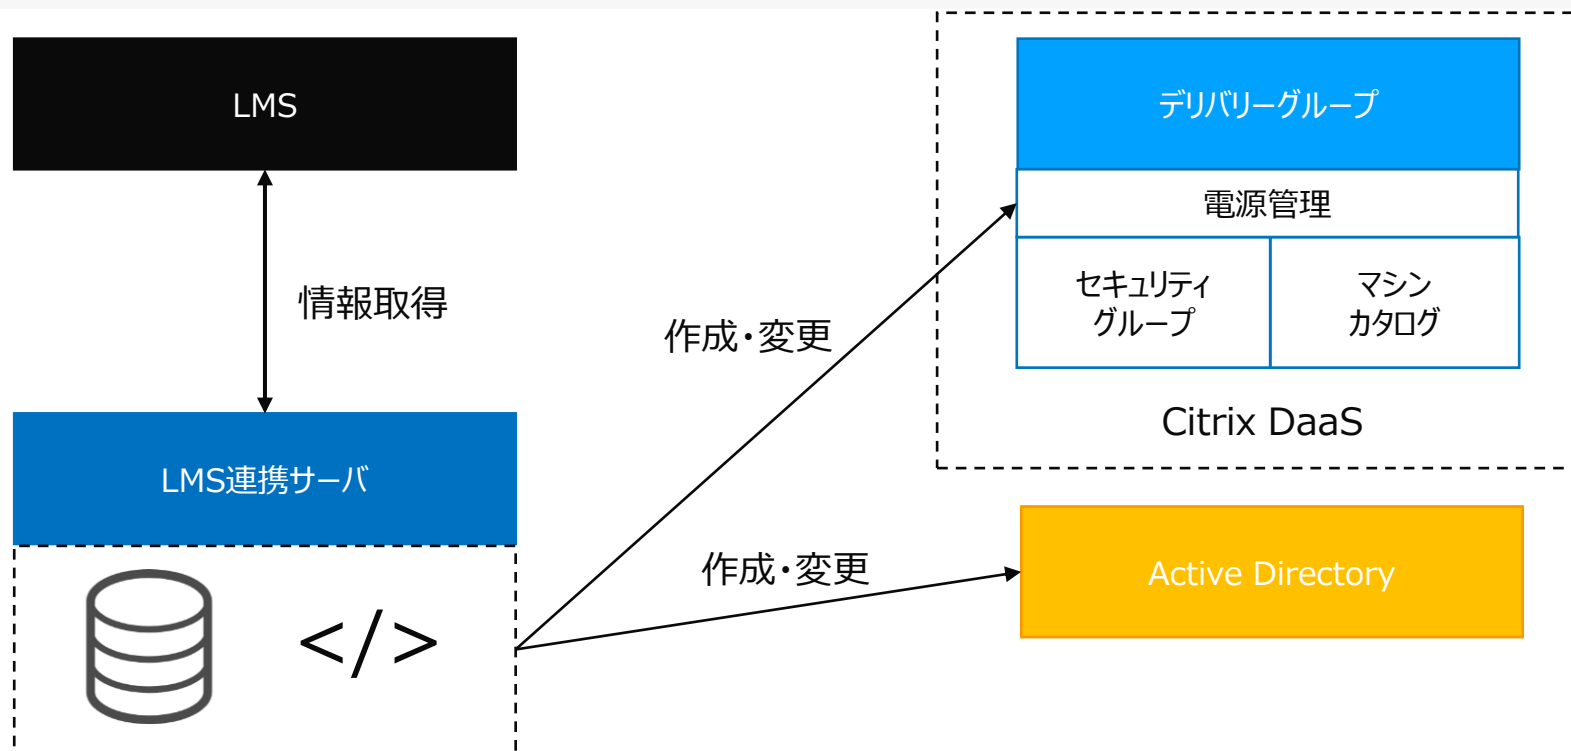 LMS
デリバリーグループ
電源管理
セキュリティ
グループ
マシン
カタログ
Citrix DaaS
情報取得
作成・変更
LMS連携サーバ
作成・変更
Active Directory
</>